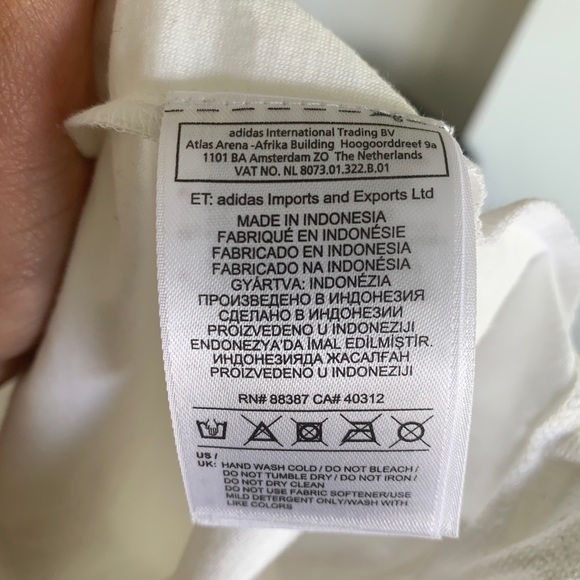 adidas International Trading BV
Atlas Arena -Afrika Building Hoogoorddreef 9a
1101 BA Amsterdam ZO The Netherlands
VAT NO. NL 8073.01.322.B.01
ET: adidas Imports and Exports Ltd
MADE IN INDONESIA
FABRIQUÉ EN INDONÉSIE
FABRICADO EN INDONESIA
FABRICADO NA INDONÉSIA
GYÁRTVA: INDONÉZIA
ПРОИЗВЕДЕНО В ИНДОНЕЗИЯ
СДЕЛАНО В ИНДОНЕЗИИ
PROIZVEDENO U INDONEZIJI
ENDONEZYA'DA İMAL EDİLMİŞTİR.
ИНДОНЕЗИЯДА ЖАСАЛҒАН
PROIZVEDENO U INDONEZIJI
RN# 88387 CA# 40312
US /
UK: HAND WASH COLD / DO NOT BLEACH /
DO NOT TUMBLE DRY / DO NOT IRON /
DO NOT DRY CLEAN
DO NOT USE FABRIC SOFTENER/USE
MILD DETERGENT ONLY/WASH WITH
LIKE COLORS